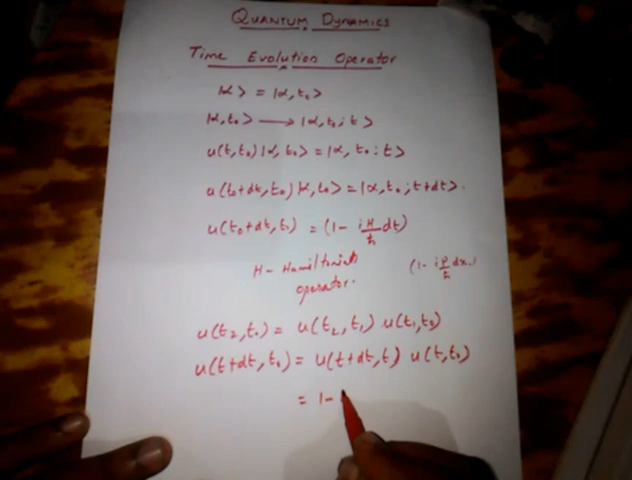 QUANTUM DYNAMICS
TIME EVOLUTION OPERATOR
|α> = |α, t₀>
|α, t₀> → |α, t₀; t>
u(t, t₀) |α, t₀> = |α, t₀; t>
u(t₀+dt, t₀) |α, t₀> = |α, t₀; t+dt>.
u(t₀+dt, t₀) = (1 - iH/ħ dt)
H - Hamiltonian (1 - i p/ħ dx)
operator.
u(t₂, t₀) = u(t₂, t₁) u(t₁, t₀)
u(t+dt, t₀) = u(t+dt, t) u(t, t₀)
= 1 -